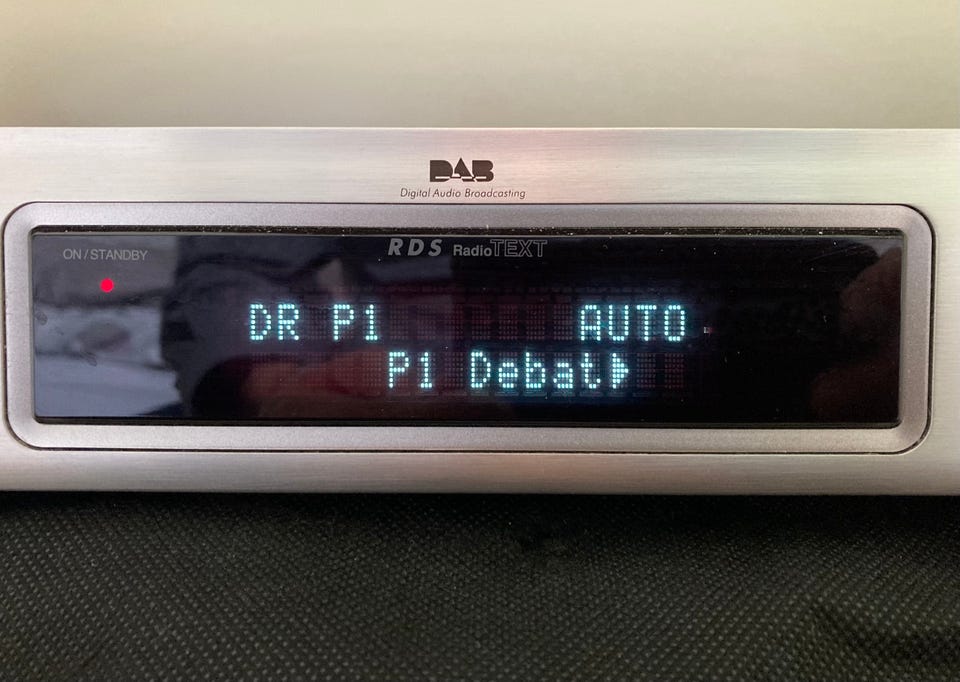 DAB
Digital Audio Broadcasting
RDS RadioTEXT
ON / STANDBY
DR P1 AUTO
P1 Debat